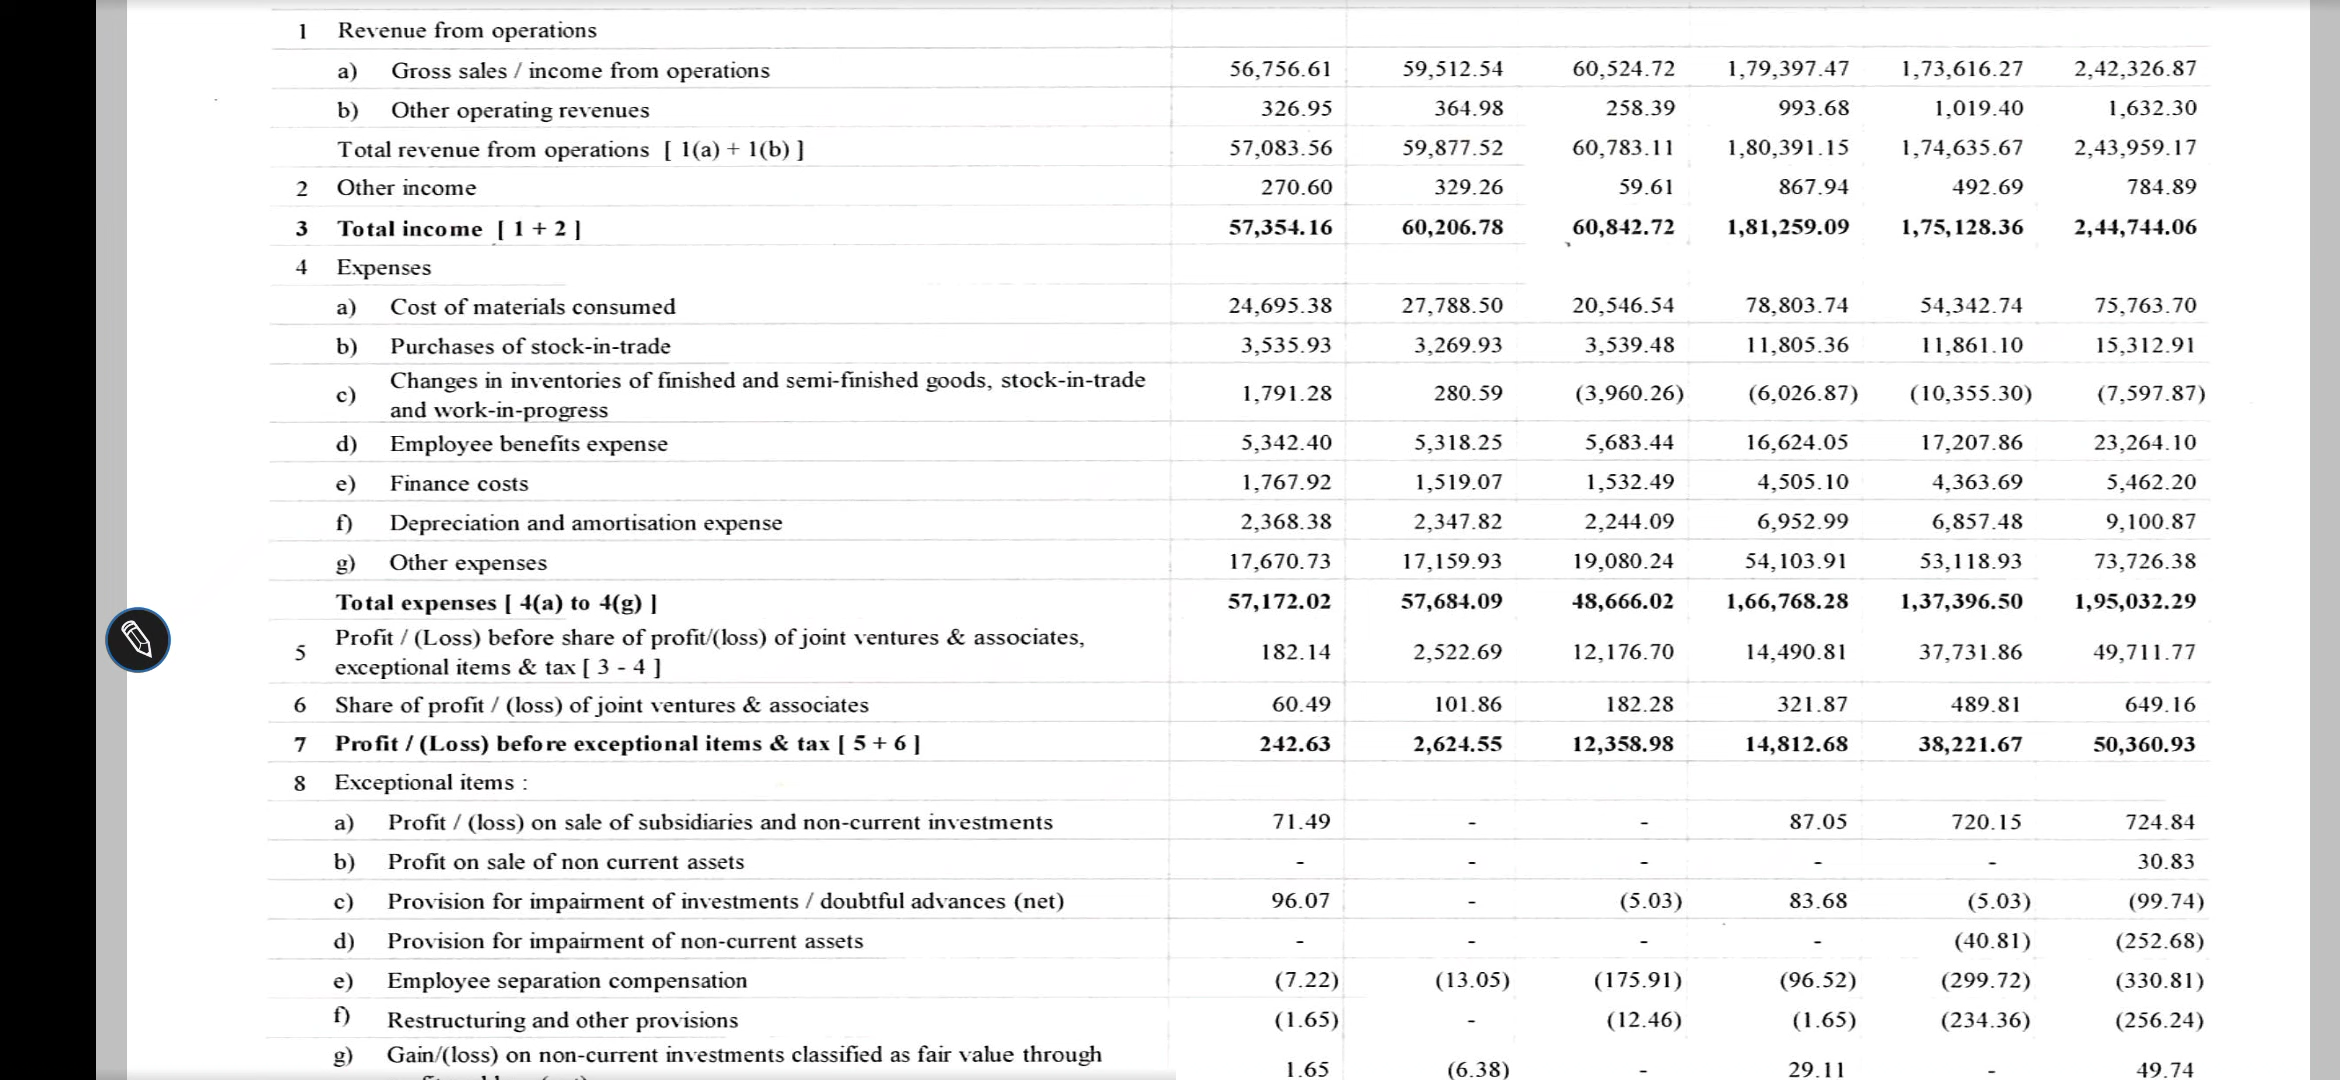 1 Revenue from operations
a) Gross sales / income from operations 56,756.61 59,512.54 60,524.72 1,79,397.47 1,73,616.27 2,42,326.87
b) Other operating revenues 326.95 364.98 258.39 993.68 1,019.40 1,632.30
Total revenue from operations [ 1(a) + 1(b) ] 57,083.56 59,877.52 60,783.11 1,80,391.15 1,74,635.67 2,43,959.17
2 Other income 270.60 329.26 59.61 867.94 492.69 784.89
3 Total income [ 1 + 2 ] 57,354.16 60,206.78 60,842.72 1,81,259.09 1,75,128.36 2,44,744.06
4 Expenses
a) Cost of materials consumed 24,695.38 27,788.50 20,546.54 78,803.74 54,342.74 75,763.70
b) Purchases of stock-in-trade 3,535.93 3,269.93 3,539.48 11,805.36 11,861.10 15,312.91
c) Changes in inventories of finished and semi-finished goods, stock-in-trade
and work-in-progress 1,791.28 280.59 (3,960.26) (6,026.87) (10,355.30) (7,597.87)
d) Employee benefits expense 5,342.40 5,318.25 5,683.44 16,624.05 17,207.86 23,264.10
e) Finance costs 1,767.92 1,519.07 1,532.49 4,505.10 4,363.69 5,462.20
f) Depreciation and amortisation expense 2,368.38 2,347.82 2,244.09 6,952.99 6,857.48 9,100.87
g) Other expenses 17,670.73 17,159.93 19,080.24 54,103.91 53,118.93 73,726.38
Total expenses [ 4(a) to 4(g) ] 57,172.02 57,684.09 48,666.02 1,66,768.28 1,37,396.50 1,95,032.29
5 Profit / (Loss) before share of profit/(loss) of joint ventures & associates,
exceptional items & tax [ 3 - 4 ] 182.14 2,522.69 12,176.70 14,490.81 37,731.86 49,711.77
6 Share of profit / (loss) of joint ventures & associates 60.49 101.86 182.28 321.87 489.81 649.16
7 Profit / (Loss) before exceptional items & tax [ 5 + 6 ] 242.63 2,624.55 12,358.98 14,812.68 38,221.67 50,360.93
8 Exceptional items :
a) Profit / (loss) on sale of subsidiaries and non-current investments 71.49 - - 87.05 720.15 724.84
b) Profit on sale of non current assets - - - - - 30.83
c) Provision for impairment of investments / doubtful advances (net) 96.07 - (5.03) 83.68 (5.03) (99.74)
d) Provision for impairment of non-current assets - - - - (40.81) (252.68)
e) Employee separation compensation (7.22) (13.05) (175.91) (96.52) (299.72) (330.81)
f) Restructuring and other provisions (1.65) - (12.46) (1.65) (234.36) (256.24)
g) Gain/(loss) on non-current investments classified as fair value through
1.65 (6.38) - 29.11 - 49.74